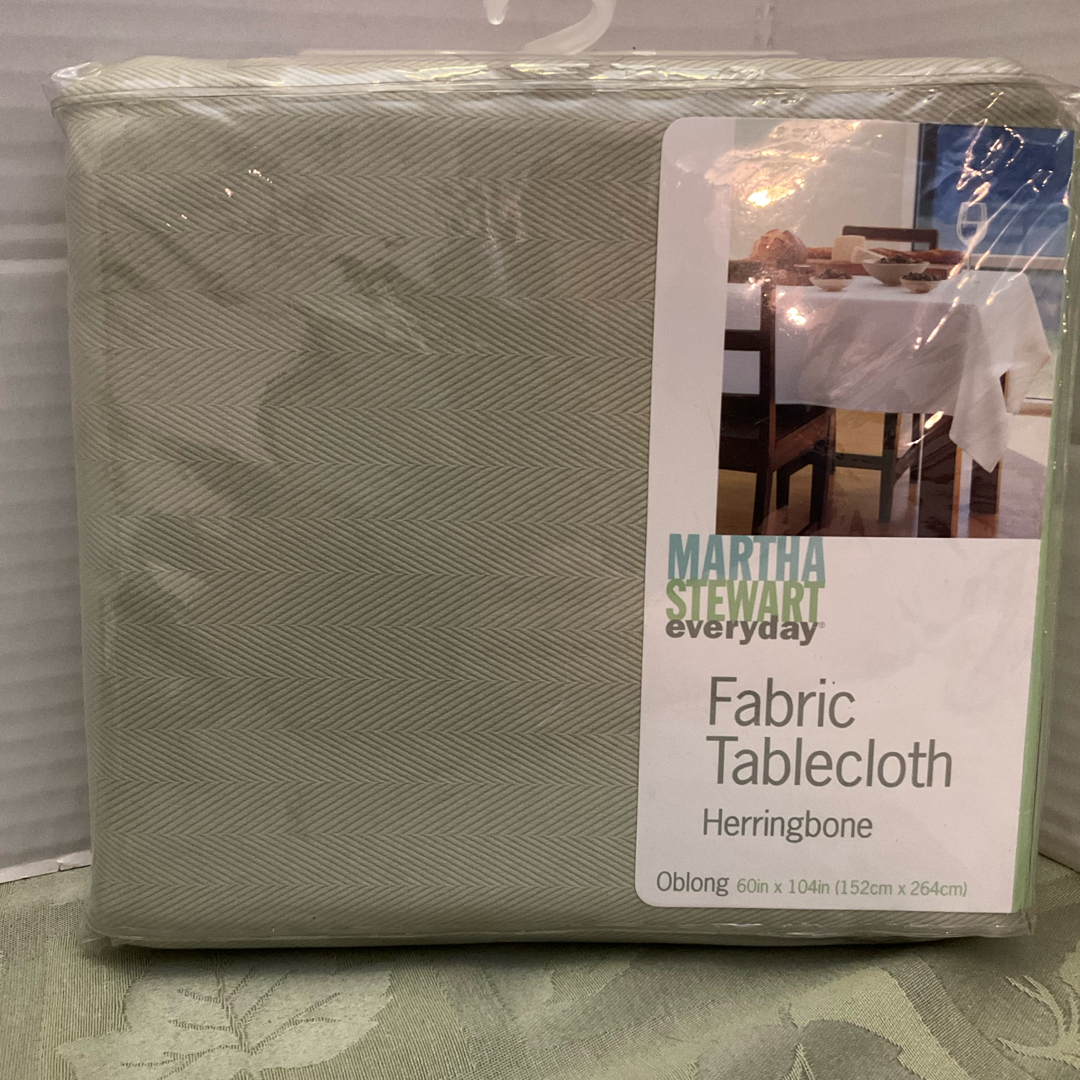 MARTHA
STEWART
everyday®
Fabric
Tablecloth
Herringbone
Oblong 60in x 104in (152cm x 264cm)